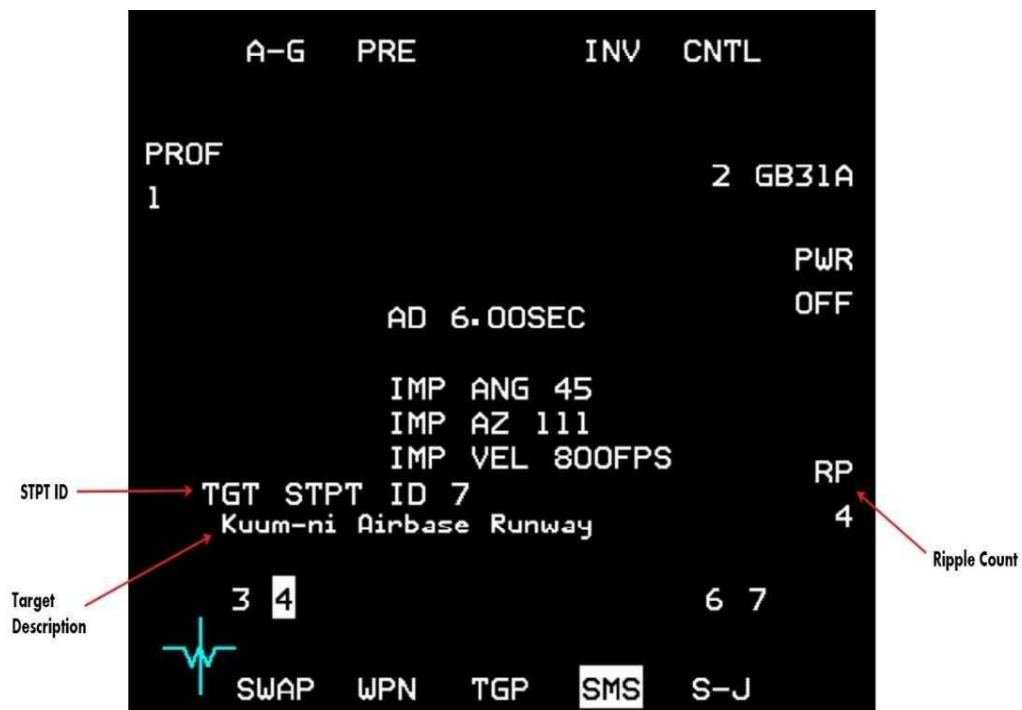 A-G PRE INV CNTL
PROF
1
2 GB31A
PWR
OFF
AD 6.00SEC
IMP ANG 45
IMP AZ 111
IMP VEL 800FPS
RP
4
STPT ID
TGT STPT ID 7
Kuum-ni Airbase Runway
Ripple Count
Target
Description
3 4 6 7
SWAP WPN TGP SMS S-J